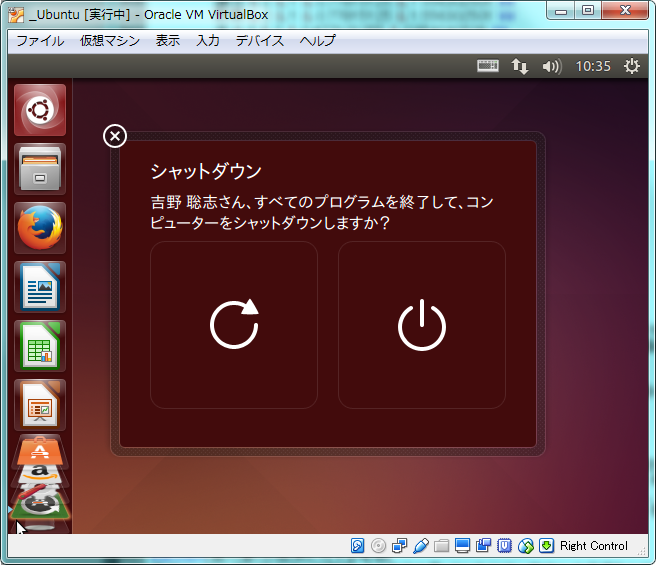 _Ubuntu [実行中] - Oracle VM VirtualBox
ファイル 仮想マシン 表示 入力 デバイス ヘルプ
10:35
シャットダウン
吉野 聡志さん、すべてのプログラムを終了して、コン
ピューターをシャットダウンしますか？
Right Control